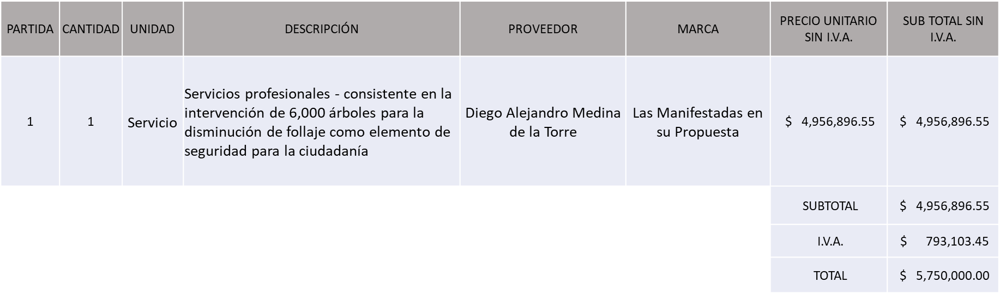 PARTIDA CANTIDAD UNIDAD DESCRIPCIÓN PROVEEDOR MARCA PRECIO UNITARIO SIN I.V.A. SUB TOTAL SIN I.V.A.
1 1 Servicio
Servicios profesionales - consistente en la
intervención de 6,000 árboles para la
disminución de follaje como elemento de
seguridad para la ciudadanía
Diego Alejandro Medina
de la Torre
Las Manifestadas en
su Propuesta
$ 4,956,896.55 $ 4,956,896.55
SUBTOTAL $ 4,956,896.55
I.V.A. $ 793,103.45
TOTAL $ 5,750,000.00